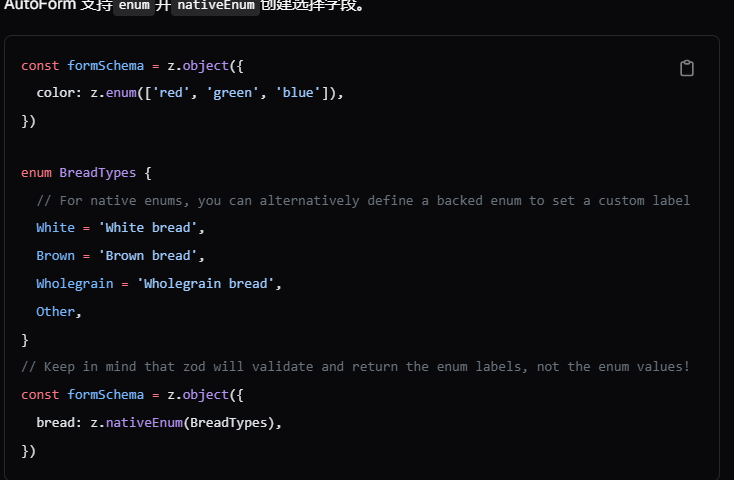 AutoForm 支持 enum 并 nativeEnum 创建选择字段。
const formSchema = z.object({
  color: z.enum(['red', 'green', 'blue']),
})
enum BreadTypes {
  // For native enums, you can alternatively define a backed enum to set a custom label
  White = 'White bread',
  Brown = 'Brown bread',
  Wholegrain = 'Wholegrain bread',
  Other,
}
// Keep in mind that zod will validate and return the enum labels, not the enum values!
const formSchema = z.object({
  bread: z.nativeEnum(BreadTypes),
})